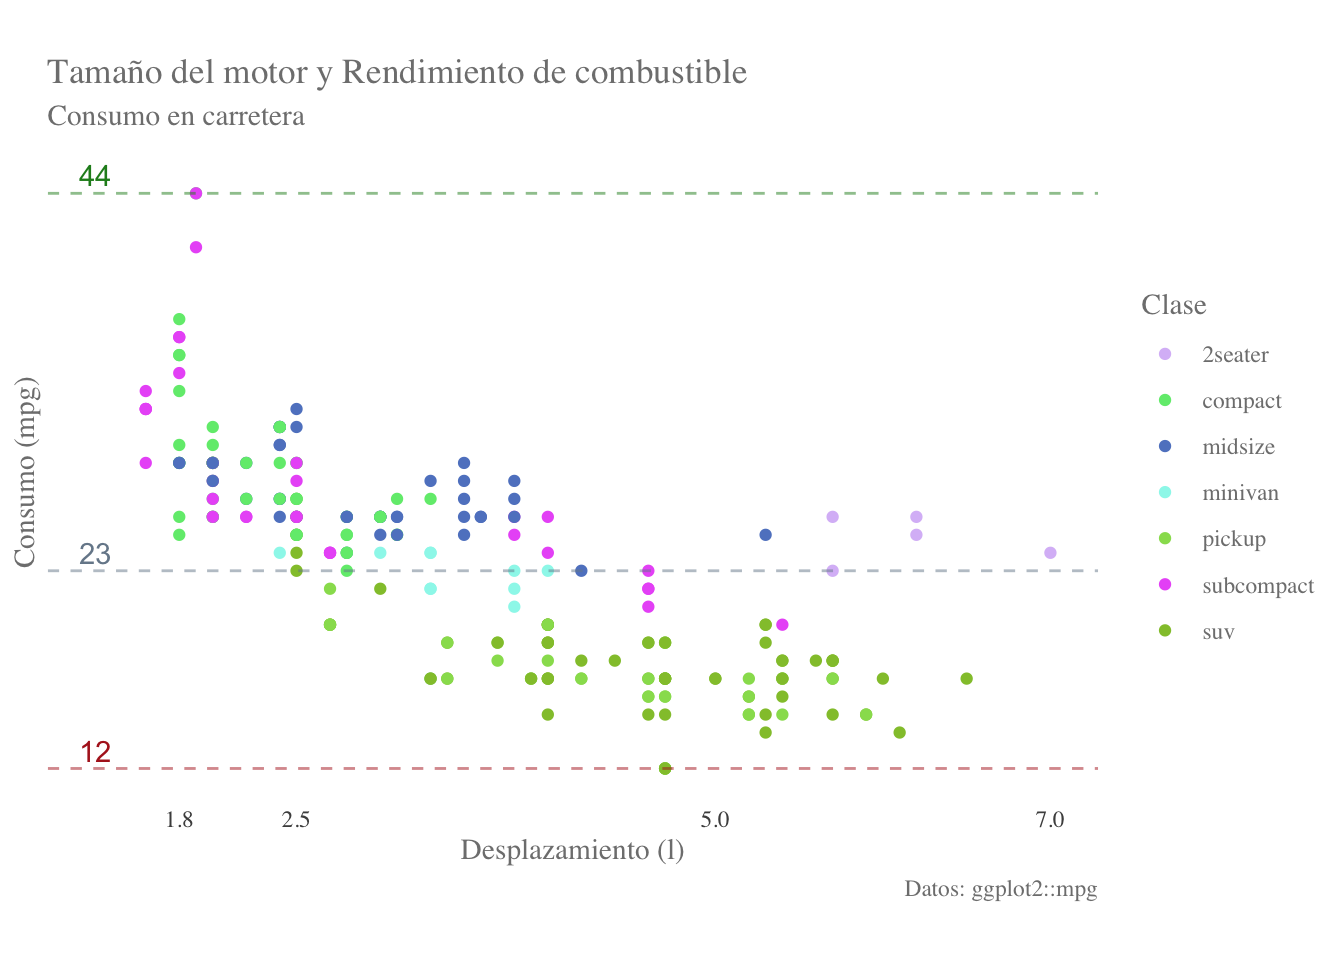 Tamaño del motor y Rendimiento de combustible
Consumo en carretera
44
23
12
Consumo (mpg)
1.8
2.5
5.0
7.0
Desplazamiento (l)
Clase
2seater
compact
midsize
minivan
pickup
subcompact
suv
Datos: ggplot2::mpg